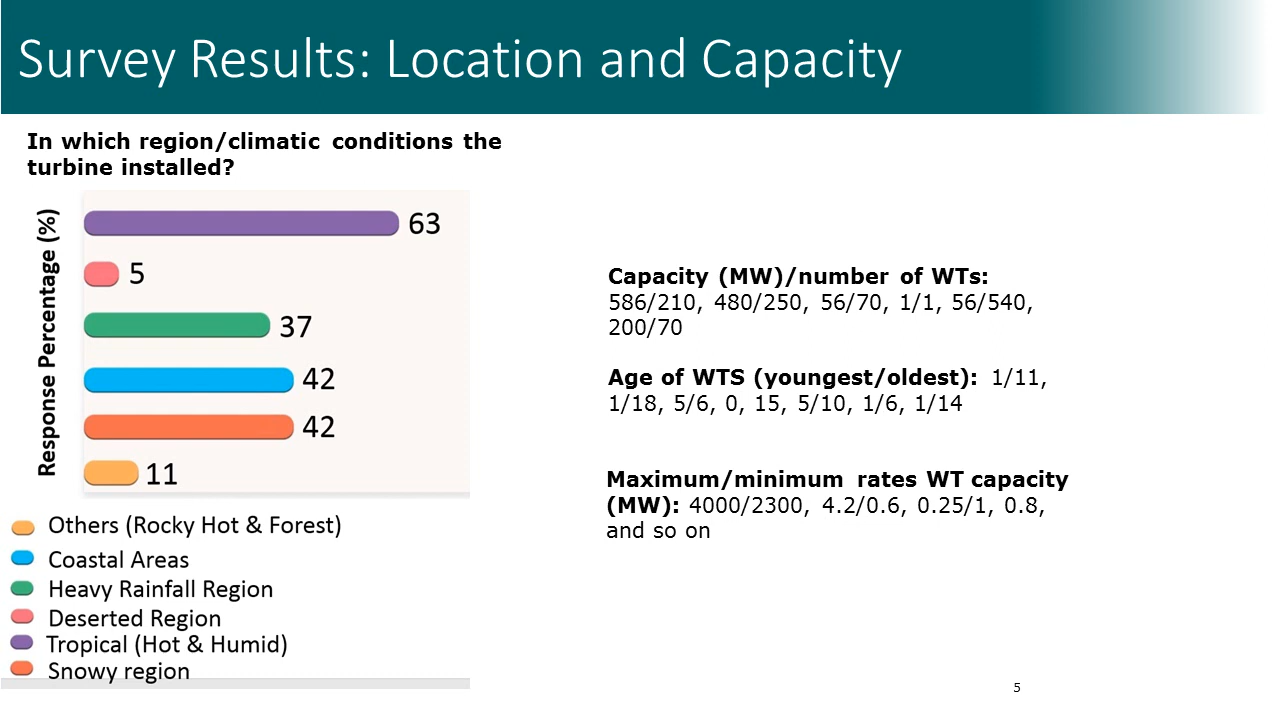 Survey Results: Location and Capacity
In which region/climatic conditions the
turbine installed?
Response Percentage (%)
63
5
37
42
42
11
Others (Rocky Hot & Forest)
Coastal Areas
Heavy Rainfall Region
Deserted Region
Tropical (Hot & Humid)
Snowy region
Capacity (MW)/number of WTs:
586/210, 480/250, 56/70, 1/1, 56/540,
200/70
Age of WTS (youngest/oldest): 1/11,
1/18, 5/6, 0, 15, 5/10, 1/6, 1/14
Maximum/minimum rates WT capacity
(MW): 4000/2300, 4.2/0.6, 0.25/1, 0.8,
and so on
5